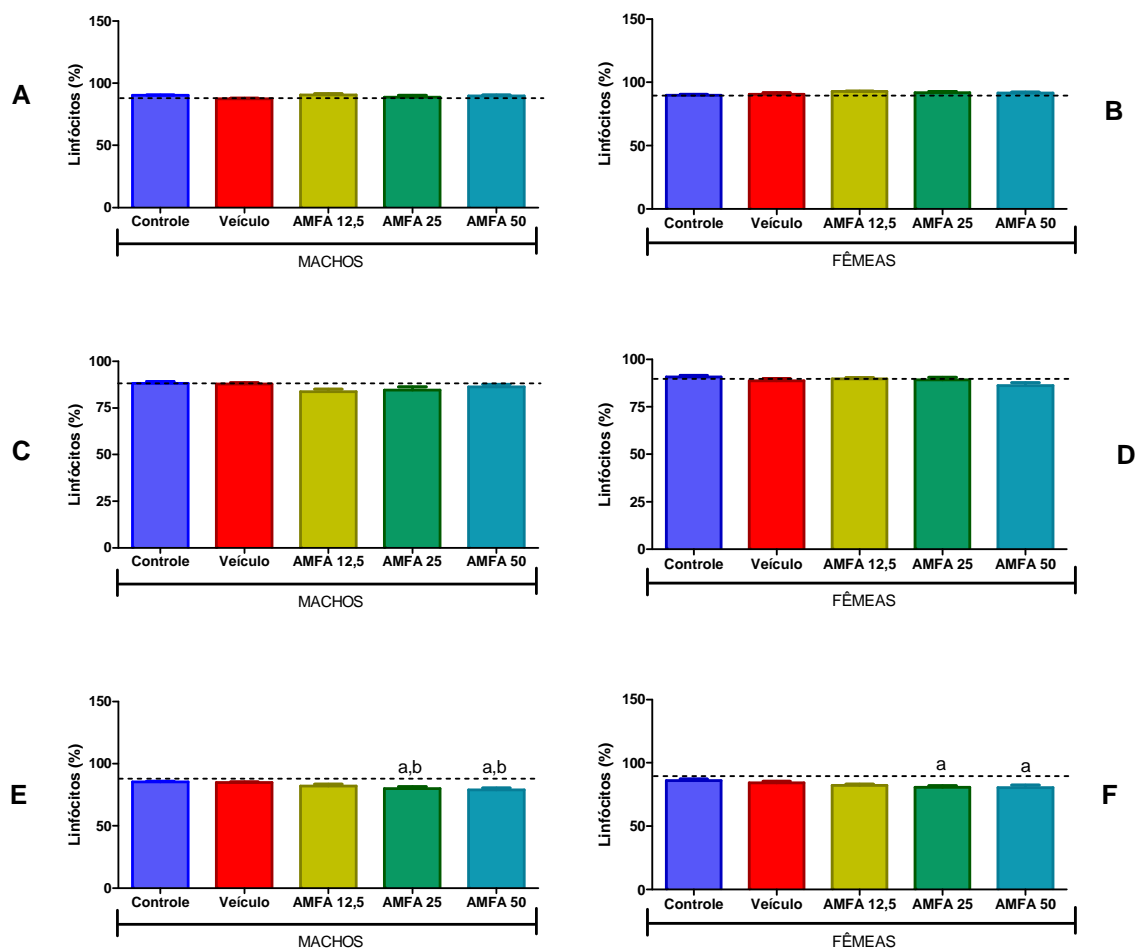 A
Linfócitos (%)
150
100
50
0
Controle Veículo AMFA 12,5 AMFA 25 AMFA 50
MACHOS
B
Linfócitos (%)
150
100
50
0
Controle Veículo AMFA 12,5 AMFA 25 AMFA 50
FÊMEAS
C
Linfócitos (%)
100
75
50
25
0
Controle Veículo AMFA 12,5 AMFA 25 AMFA 50
MACHOS
D
Linfócitos (%)
100
75
50
25
0
Controle Veículo AMFA 12,5 AMFA 25 AMFA 50
FÊMEAS
E
Linfócitos (%)
150
100
50
0
a,b a,b
Controle Veículo AMFA 12,5 AMFA 25 AMFA 50
MACHOS
F
Linfócitos (%)
150
100
50
0
a a
Controle Veículo AMFA 12,5 AMFA 25 AMFA 50
FÊMEAS